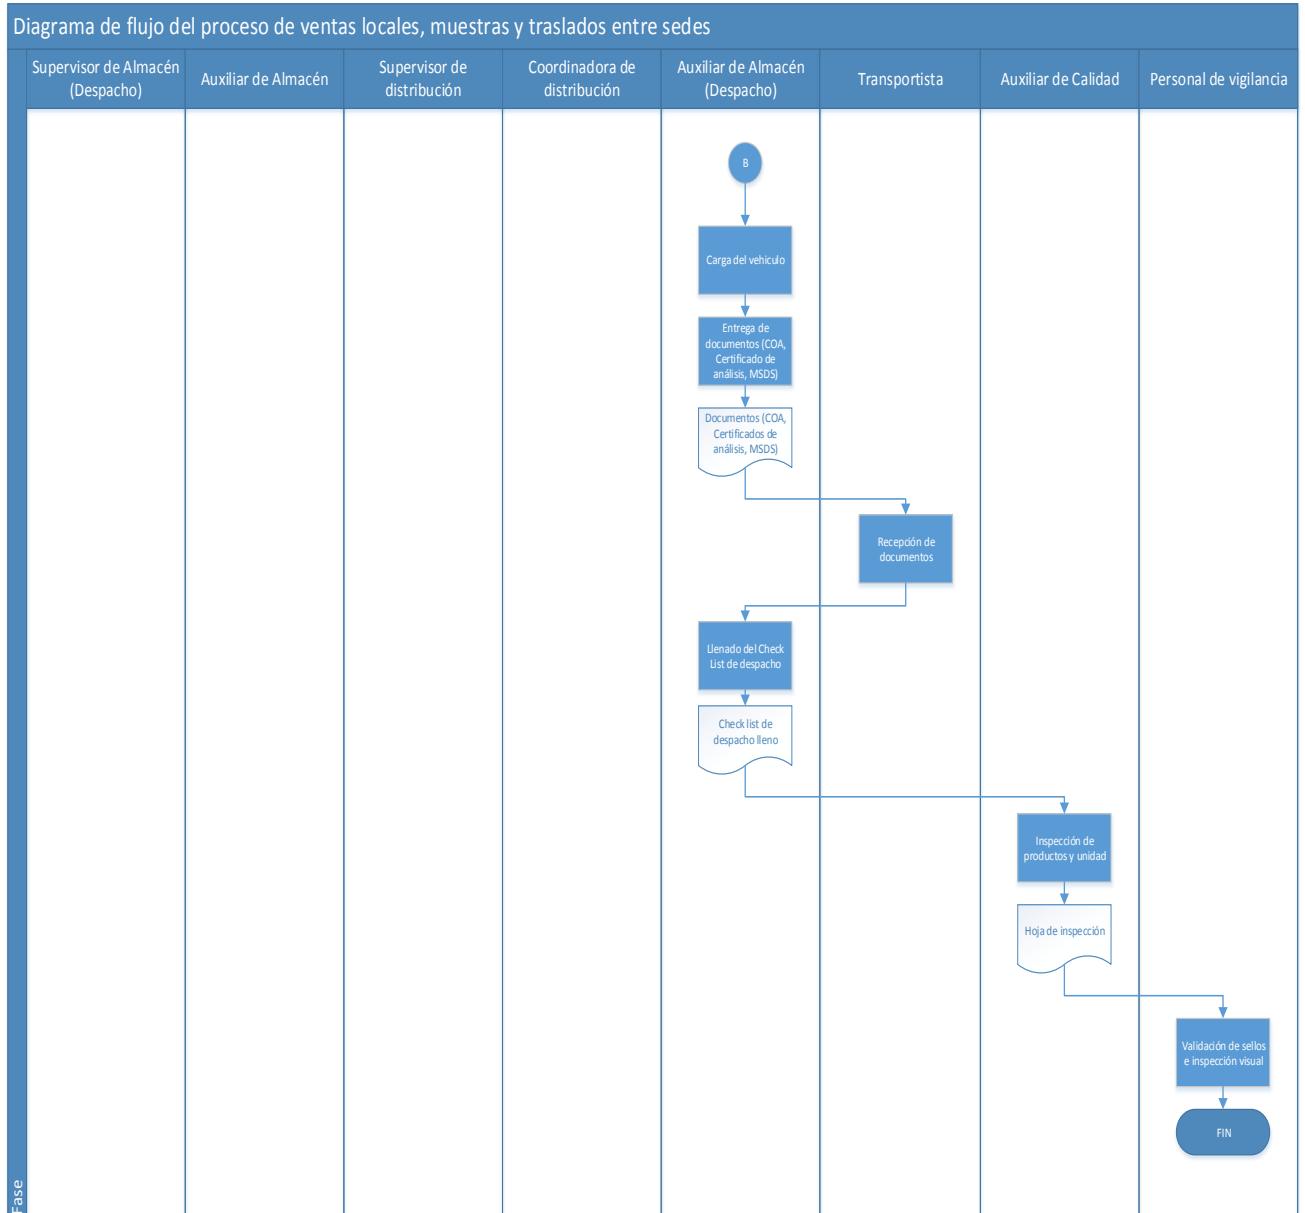 Diagrama de flujo del proceso de ventas locales, muestras y traslados entre sedes
Supervisor de Almacén
(Despacho)
Auxiliar de Almacén
Supervisor de
distribución
Coordinadora de
distribución
Auxiliar de Almacén
(Despacho)
Transportista
Auxiliar de Calidad
Personal de vigilancia
B
Carga del vehiculo
Entrega de
documentos (COA,
Certificado de
análisis, MSDS)
Documentos (COA,
Certificados de
análisis, MSDS)
Recepción de
documentos
Llenado del Check
List de despacho
Check list de
despacho lleno
Inspección de
productos y unidad
Hoja de inspección
Validación de sellos
e inspección visual
FIN
Fase